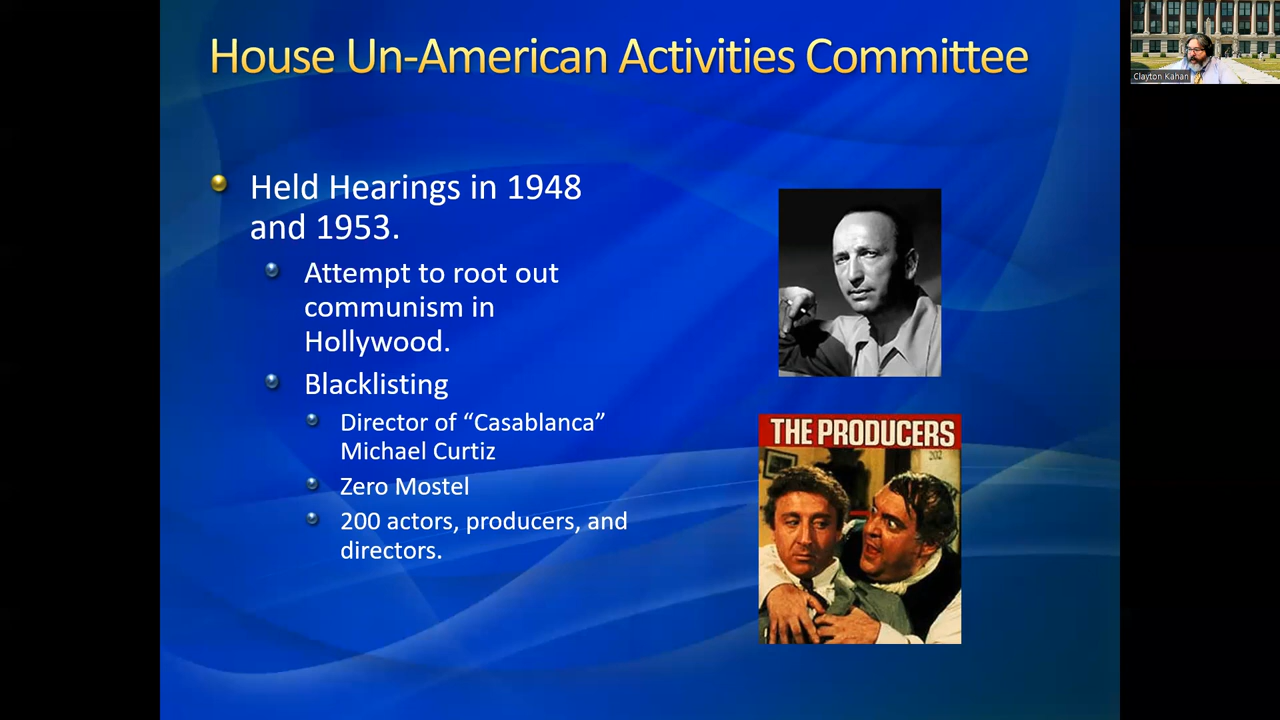 House Un-American Activities Committee
Clayton Kahan
Held Hearings in 1948
and 1953.
Attempt to root out
communism in
Hollywood.
Blacklisting
Director of “Casablanca”
Michael Curtiz
Zero Mostel
200 actors, producers, and
directors.
THE PRODUCERS
202